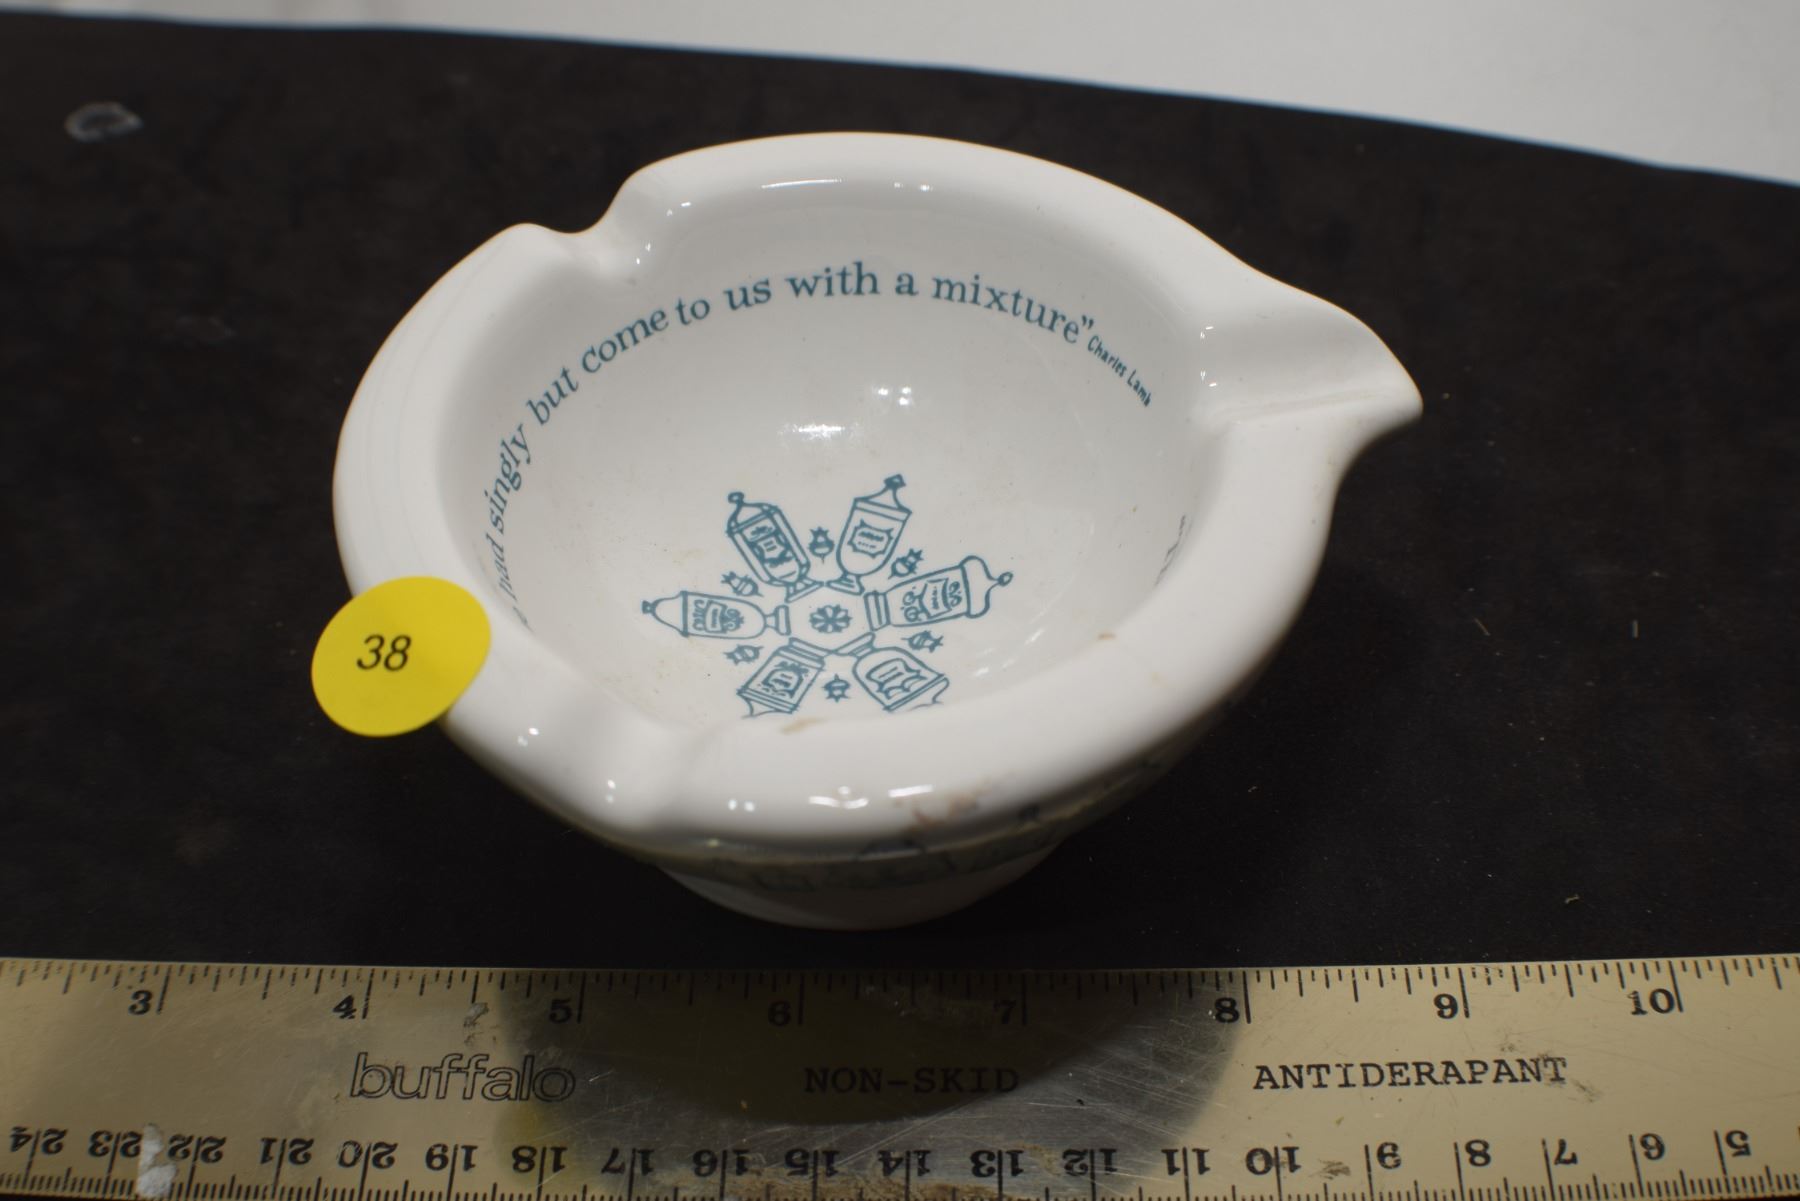 had singly but come to us with a mixture” Charles Lamb
38
3 4 5 6 7 8 9 10
buffalo NON-SKID ANTIDERAPANT
24 23 22 21 20 19 18 17 16 15 14 13 12 11 10 9 8 7 6 5